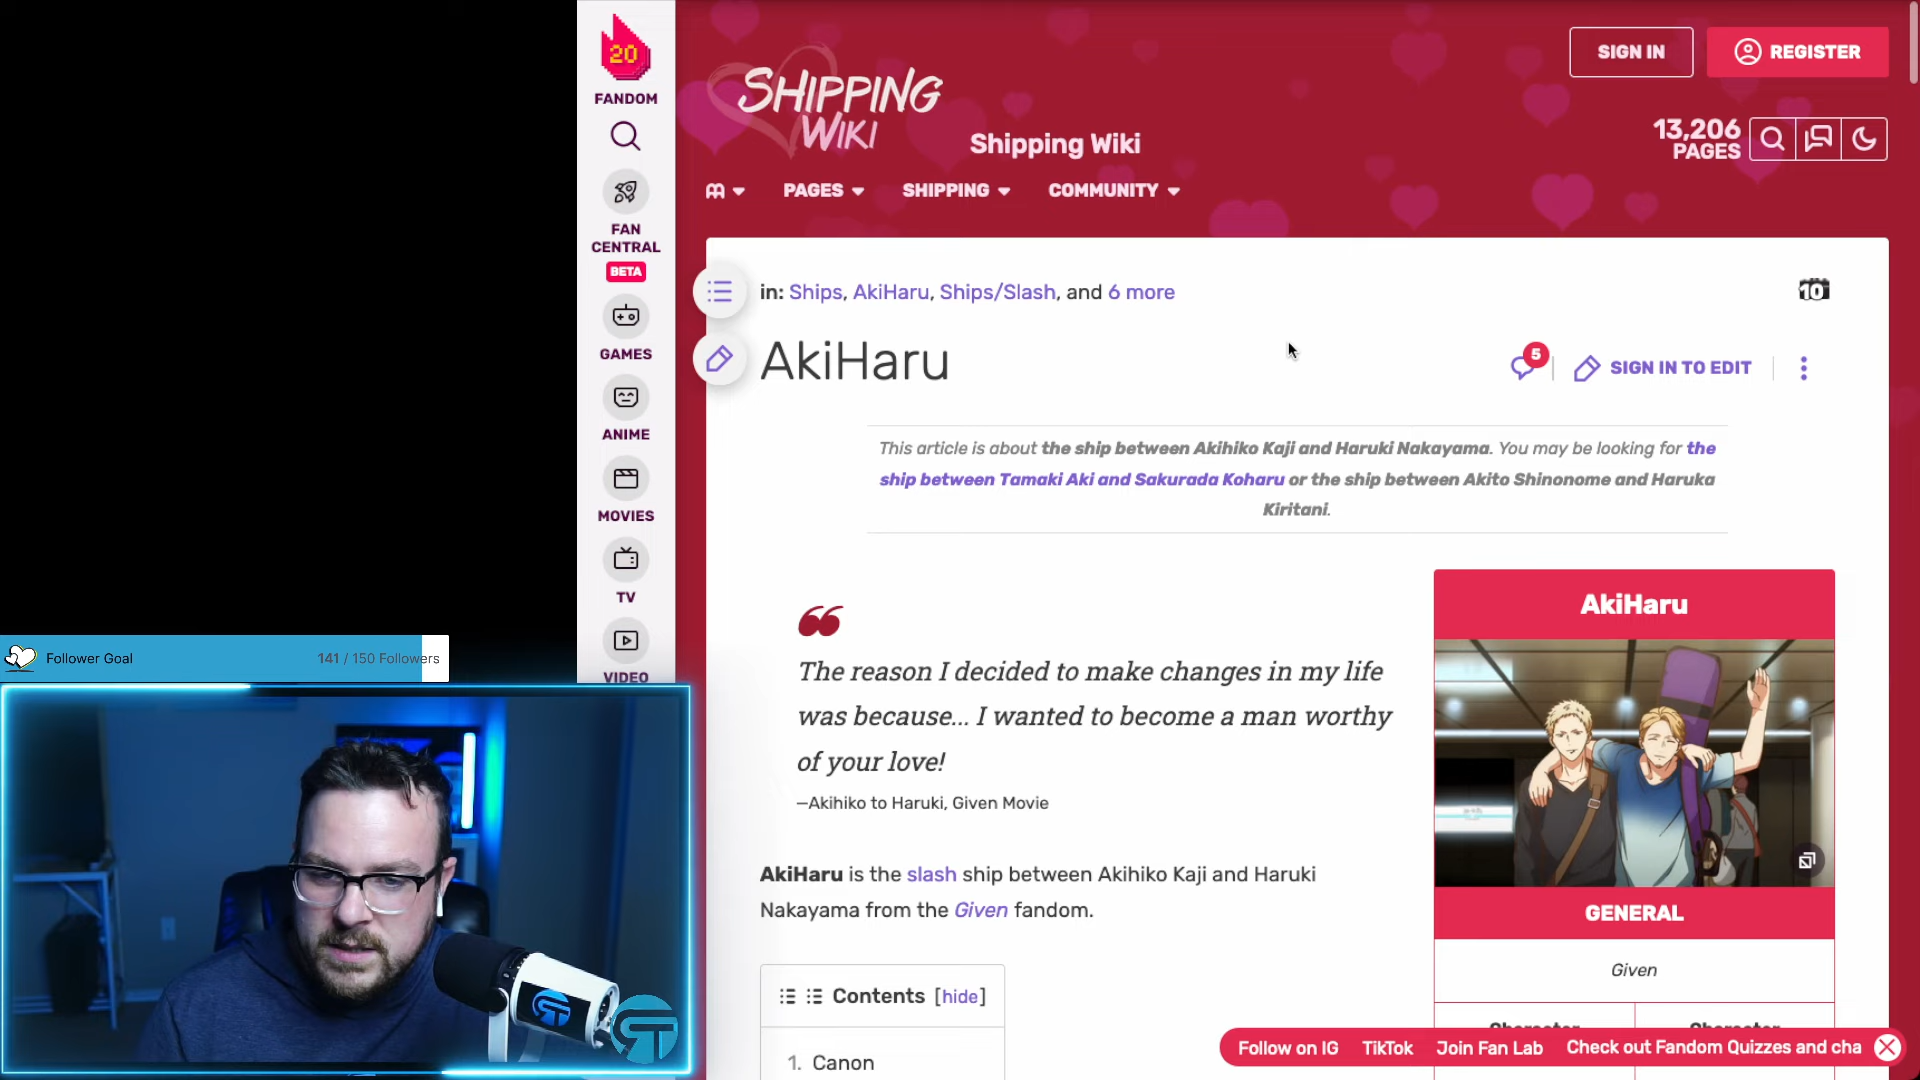 20
FANDOM
FAN
CENTRAL
BETA
GAMES
ANIME
MOVIES
TV
VIDEO
SHIPPING
WIKI
Shipping Wiki
SIGN IN
REGISTER
13,206
PAGES
PAGES
SHIPPING
COMMUNITY
in: Ships, AkiHaru, Ships/Slash, and 6 more
10
AkiHaru
5
SIGN IN TO EDIT
This article is about the ship between Akihiko Kaji and Haruki Nakayama. You may be looking for the
ship between Tamaki Aki and Sakurada Koharu or the ship between Akito Shinonome and Haruka
Kiritani.
The reason I decided to make changes in my life
was because... I wanted to become a man worthy
of your love!
—Akihiko to Haruki, Given Movie
AkiHaru is the slash ship between Akihiko Kaji and Haruki
Nakayama from the Given fandom.
Contents [hide]
1. Canon
AkiHaru
GENERAL
Given
Character Character
Follow on IG TikTok Join Fan Lab Check out Fandom Quizzes and cha
Follower Goal 141 / 150 Followers